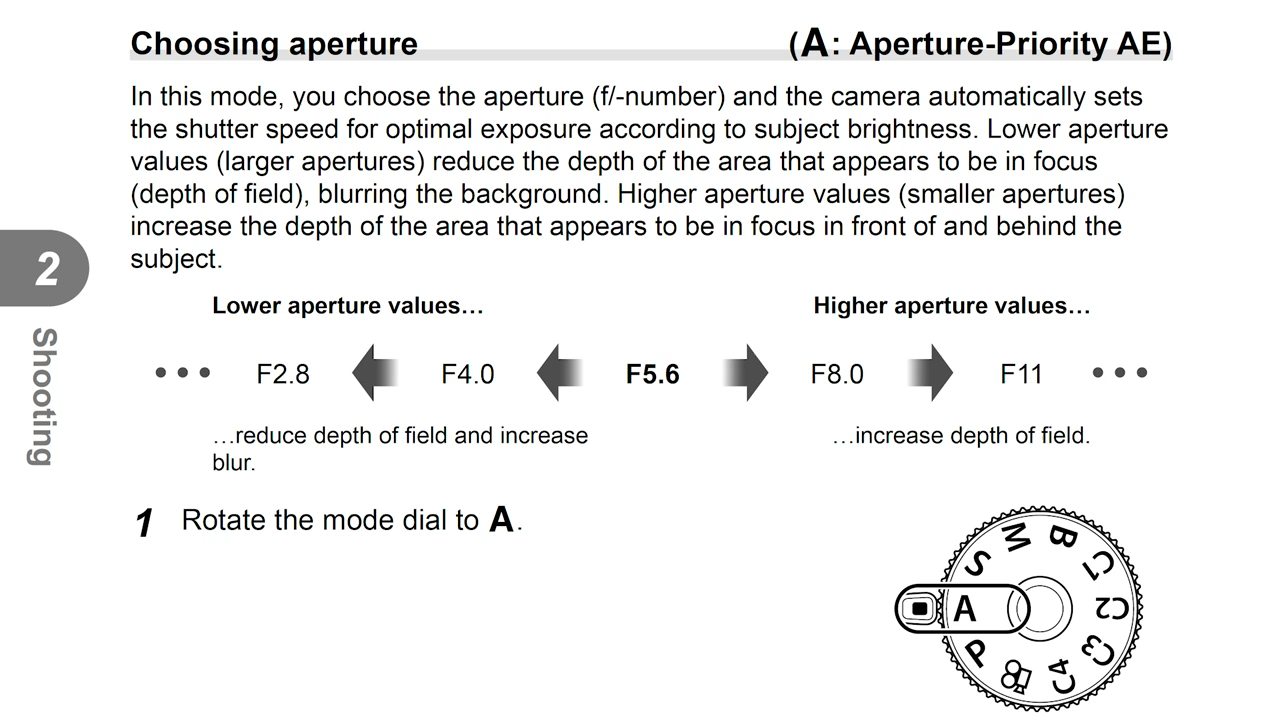 Choosing aperture (A: Aperture-Priority AE)
In this mode, you choose the aperture (f/-number) and the camera automatically sets
the shutter speed for optimal exposure according to subject brightness. Lower aperture
values (larger apertures) reduce the depth of the area that appears to be in focus
(depth of field), blurring the background. Higher aperture values (smaller apertures)
increase the depth of the area that appears to be in focus in front of and behind the
subject.
2
Shooting
Lower aperture values… Higher aperture values…
••• F2.8 F4.0 F5.6 F8.0 F11 •••
…reduce depth of field and increase
blur.
…increase depth of field.
1 Rotate the mode dial to A.
P
A
S
M
B
C1
C2
C3
C4